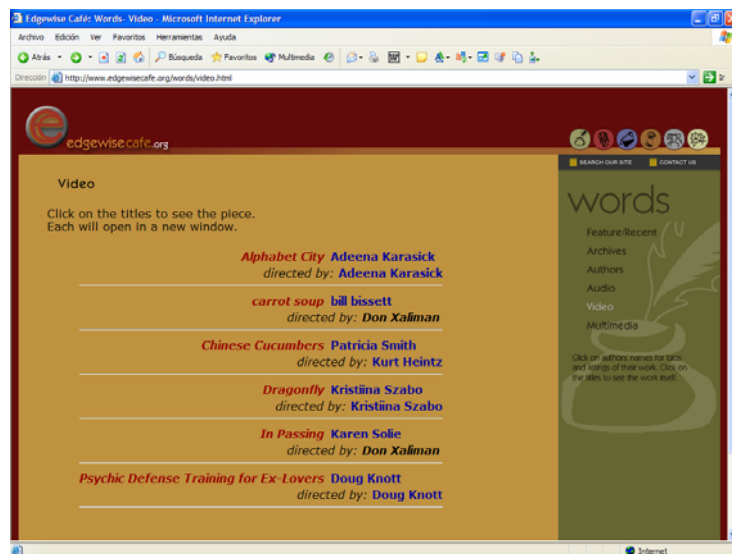 Edgewise Café: Words- Video - Microsoft Internet Explorer
Archivo Edición Ver Favoritos Herramientas Ayuda
Atrás Búsqueda Favoritos Multimedia
Dirección http://www.edgewisecafe.org/words/video.html
edgewisecafe.org
SEARCH OUR SITE CONTACT US
Video
Click on the titles to see the piece.
Each will open in a new window.
Alphabet City Adeena Karasick
directed by: Adeena Karasick
carrot soup bill bissett
directed by: Don Xaliman
Chinese Cucumbers Patricia Smith
directed by: Kurt Heintz
Dragonfly Kristiina Szabo
directed by: Kristiina Szabo
In Passing Karen Solie
directed by: Don Xaliman
Psychic Defense Training for Ex-Lovers Doug Knott
directed by: Doug Knott
words
Feature/Recent
Archives
Authors
Audio
Video
Multimedia
Click on authors names for bios
and listings of their work. Click on
the titles to see the work itself.
Internet